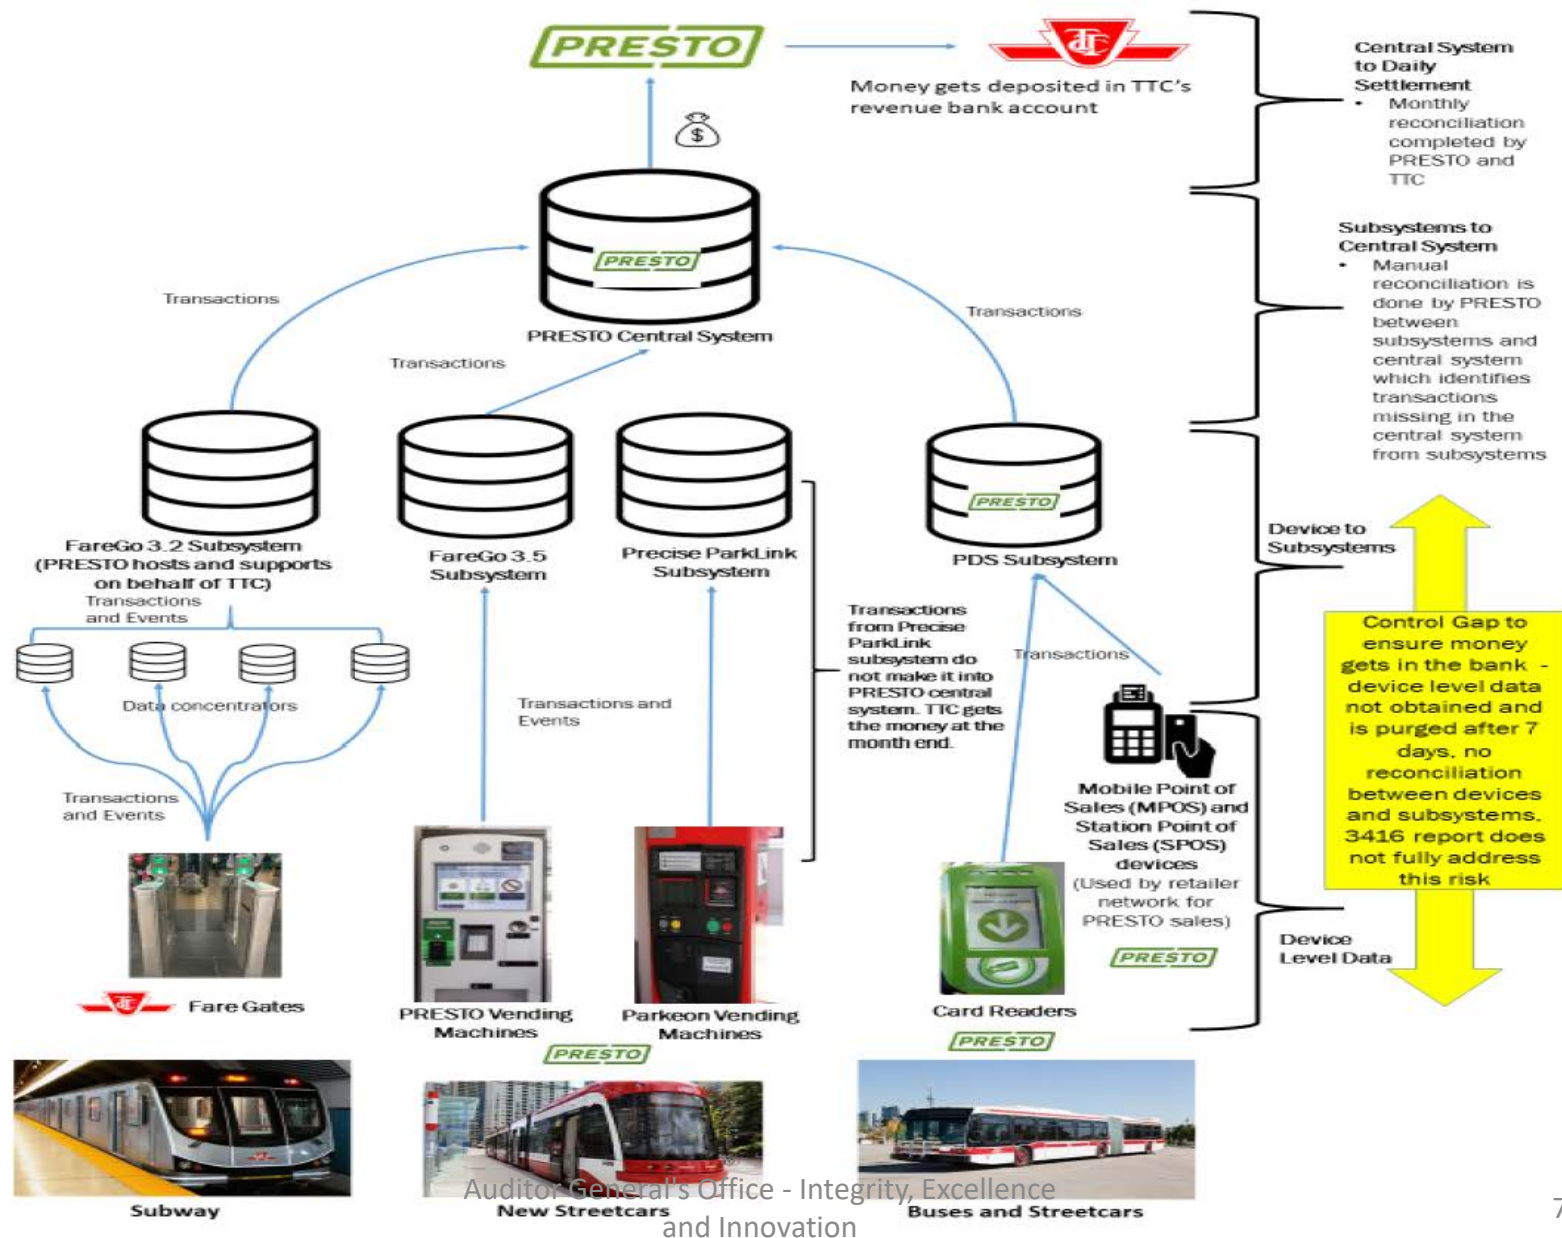 PRESTO
Money gets deposited in TTC's
revenue bank account
Central System
to Daily
Settlement
• Monthly
reconciliation
completed by
PRESTO and
TTC
$
PRESTO
PRESTO Central System
Transactions
Transactions
Transactions
Subsystems to
Central System
• Manual
reconciliation is
done by PRESTO
between
subsystems and
central system
which identifies
transactions
missing in the
central system
from subsystems
FareGo 3.2 Subsystem
(PRESTO hosts and supports
on behalf of TTC)
FareGo 3.5
Subsystem
Precise ParkLink
Subsystem
PRESTO
PDS Subsystem
Device to
Subsystems
Transactions
and Events
Data concentrators
Transactions
and Events
Transactions and
Events
Transactions
from Precise
ParkLink
subsystem do
not make it into
PRESTO central
system. TTC gets
the money at the
month end.
Transactions
Mobile Point of
Sales (MPOS) and
Station Point of
Sales (SPOS)
devices
(Used by retailer
network for
PRESTO sales)
PRESTO
Control Gap to
ensure money
gets in the bank -
device level data
not obtained and
is purged after 7
days, no
reconciliation
between devices
and subsystems,
3416 report does
not fully address
this risk
Device
Level Data
Fare Gates
PRESTO Vending
Machines
PRESTO
Parkeon Vending
Machines
Card Readers
PRESTO
Subway
New Streetcars
Buses and Streetcars
Auditor General's Office - Integrity, Excellence
and Innovation
7